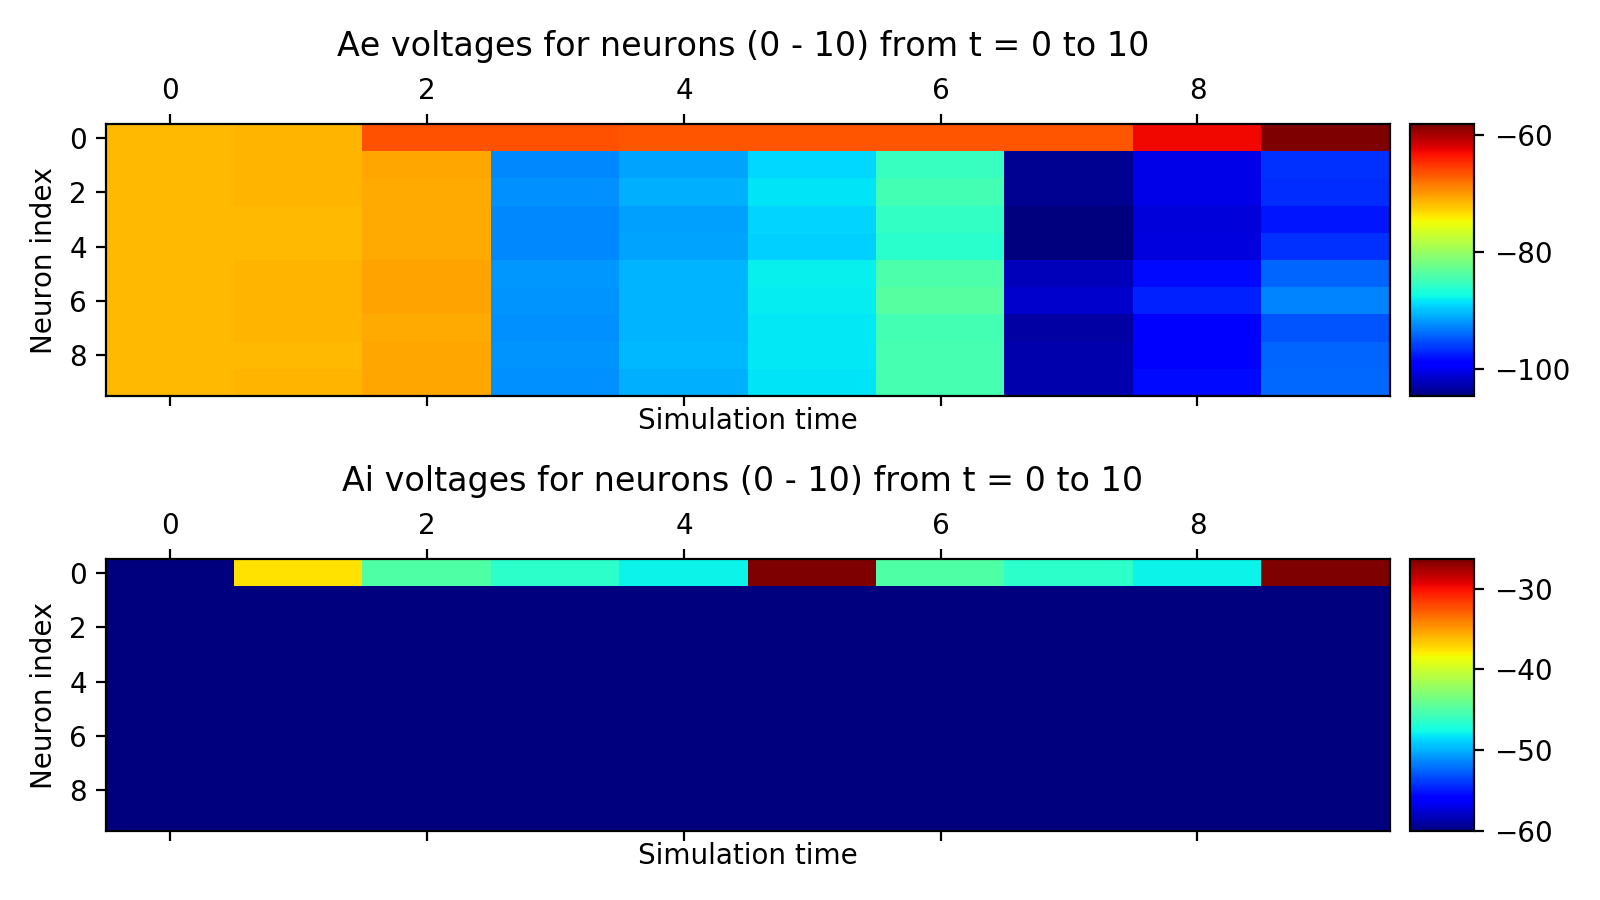 Ae voltages for neurons (0 - 10) from t = 0 to 10
0 2 4 6 8
Neuron index
0
2
4
6
8
−60
−80
−100
Simulation time
Ai voltages for neurons (0 - 10) from t = 0 to 10
0 2 4 6 8
Neuron index
0
2
4
6
8
−30
−40
−50
−60
Simulation time